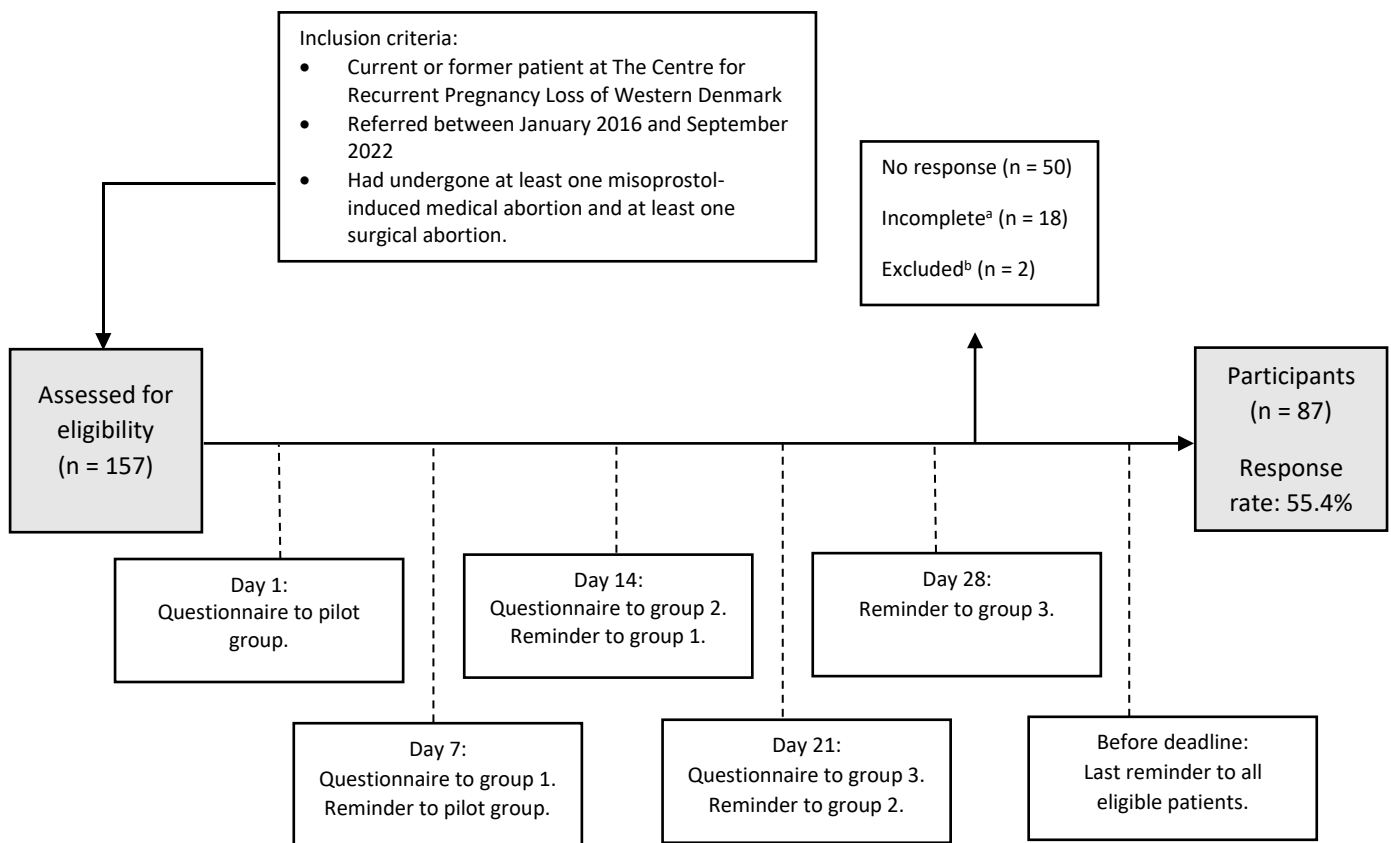 Inclusion criteria:
• Current or former patient at The Centre for
Recurrent Pregnancy Loss of Western Denmark
• Referred between January 2016 and September
2022
• Had undergone at least one misoprostol-
induced medical abortion and at least one
surgical abortion.
No response (n = 50)
Incompleteᵃ (n = 18)
Excludedᵇ (n = 2)
Assessed for
eligibility
(n = 157)
Participants
(n = 87)
Response
rate: 55.4%
Day 1:
Questionnaire to pilot
group.
Day 14:
Questionnaire to group 2.
Reminder to group 1.
Day 28:
Reminder to group 3.
Day 7:
Questionnaire to group 1.
Reminder to pilot group.
Day 21:
Questionnaire to group 3.
Reminder to group 2.
Before deadline:
Last reminder to all
eligible patients.